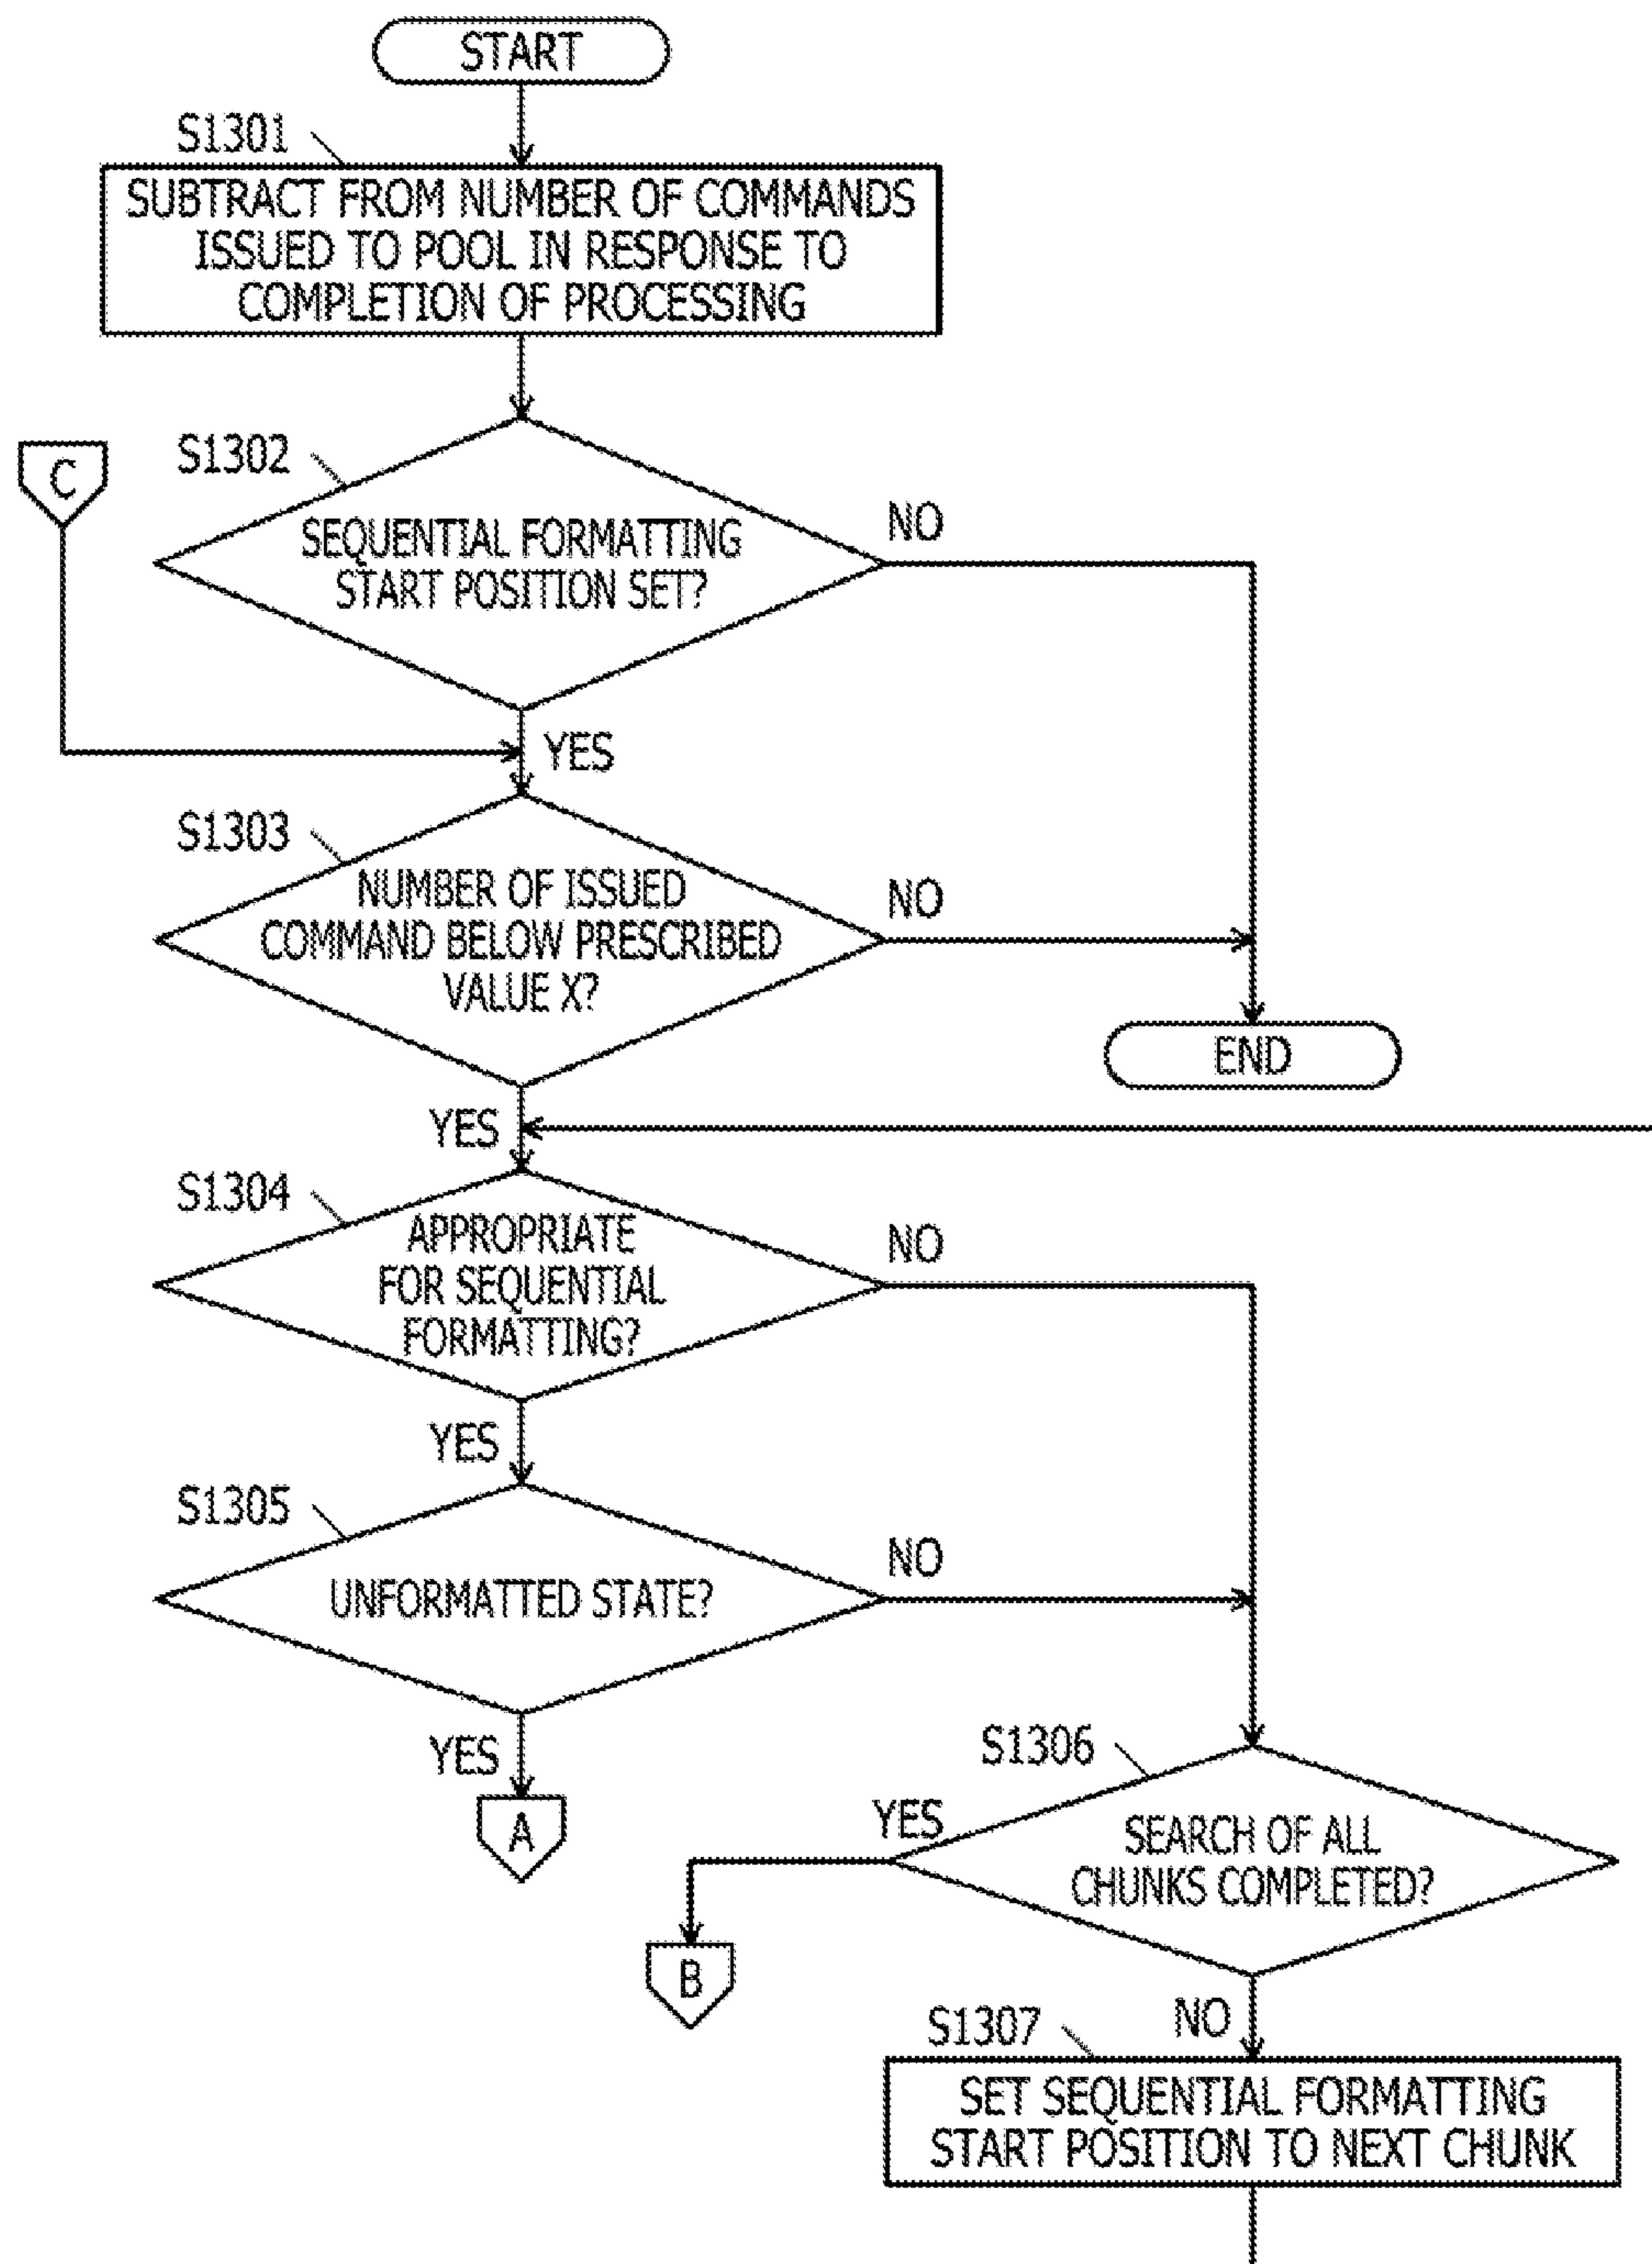 START
S1301
SUBTRACT FROM NUMBER OF COMMANDS
ISSUED TO POOL IN RESPONSE TO
COMPLETION OF PROCESSING
S1302
C
NO
SEQUENTIAL FORMATTING
START POSITION SET?
YES
S1303
NUMBER OF ISSUED
COMMAND BELOW PRESCRIBED
VALUE X?
NO
END
YES
S1304
APPROPRIATE
FOR SEQUENTIAL
FORMATTING?
NO
YES
S1305
UNFORMATTED STATE?
NO
YES
A
S1306
YES
SEARCH OF ALL
CHUNKS COMPLETED?
B
NO
S1307
SET SEQUENTIAL FORMATTING
START POSITION TO NEXT CHUNK